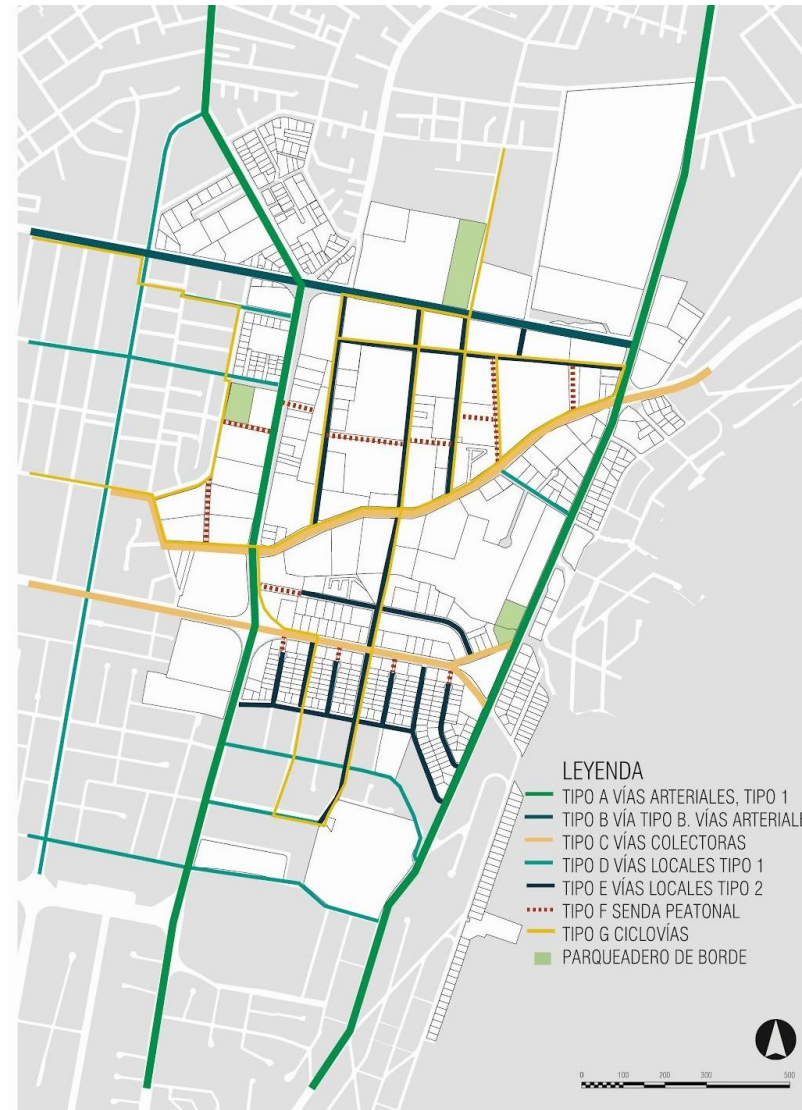 LEYENDA
TIPO A VÍAS ARTERIALES, TIPO 1
TIPO B VÍA TIPO B. VÍAS ARTERIALE
TIPO C VÍAS COLECTORAS
TIPO D VÍAS LOCALES TIPO 1
TIPO E VÍAS LOCALES TIPO 2
TIPO F SENDA PEATONAL
TIPO G CICLOVÍAS
PARQUEADERO DE BORDE
0 100 200 300 500